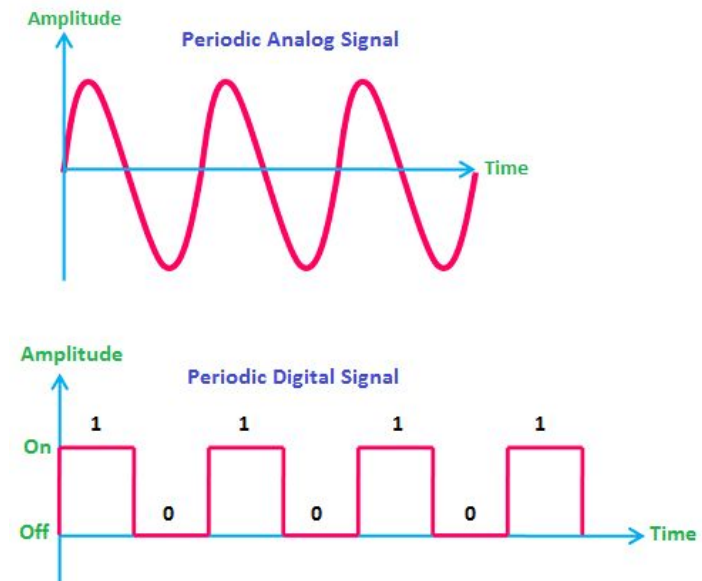 Amplitude
Periodic Analog Signal
Time
Amplitude
Periodic Digital Signal
1 1 1 1
On
0 0 0
Off
Time